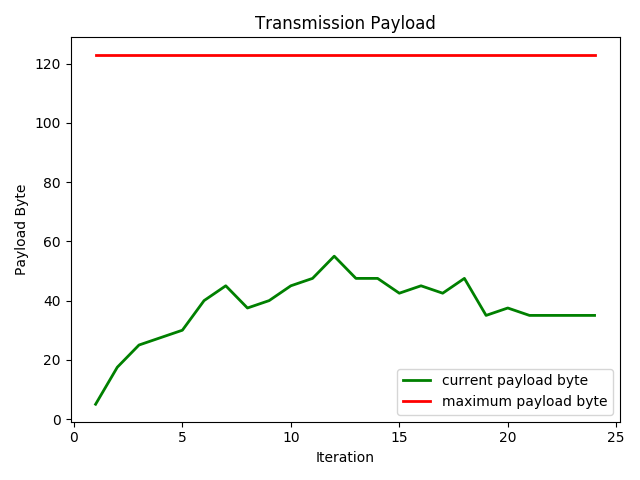 Transmission Payload
Payload Byte
120
100
80
60
40
20
0
0 5 10 15 20 25
Iteration
current payload byte
maximum payload byte